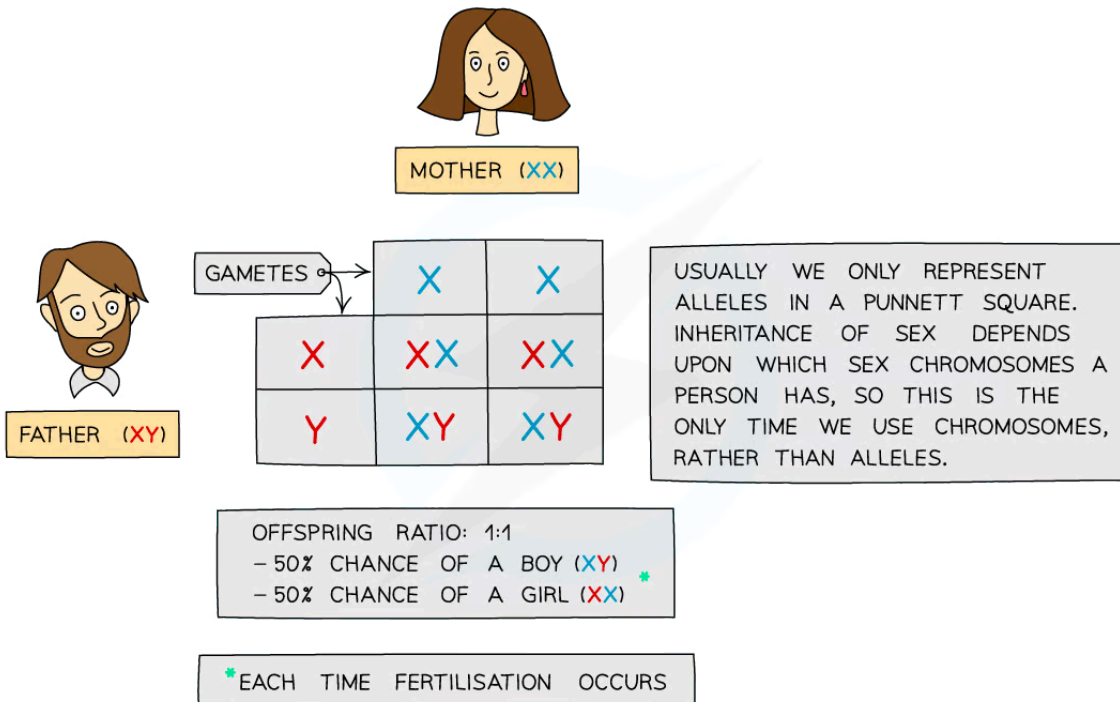 MOTHER (XX)
GAMETES
X X
X XX XX
Y XY XY
FATHER (XY)
USUALLY WE ONLY REPRESENT
ALLELES IN A PUNNETT SQUARE.
INHERITANCE OF SEX DEPENDS
UPON WHICH SEX CHROMOSOMES A
PERSON HAS, SO THIS IS THE
ONLY TIME WE USE CHROMOSOMES,
RATHER THAN ALLELES.
OFFSPRING RATIO: 1:1
– 50% CHANCE OF A BOY (XY)
– 50% CHANCE OF A GIRL (XX) *
*EACH TIME FERTILISATION OCCURS